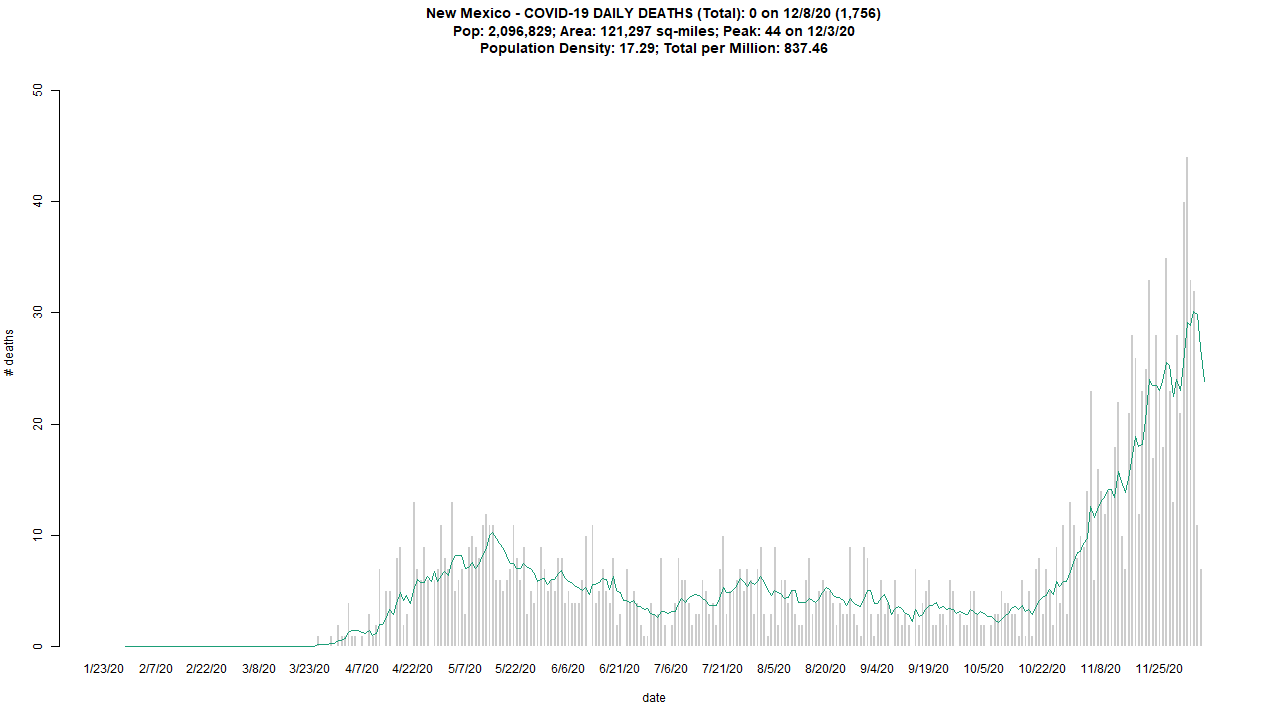 New Mexico - COVID-19 DAILY DEATHS (Total): 0 on 12/8/20 (1,756)
Pop: 2,096,829; Area: 121,297 sq-miles; Peak: 44 on 12/3/20
Population Density: 17.29; Total per Million: 837.46
50
40
30
20
10
0
# deaths
1/23/20 2/7/20 2/22/20 3/8/20 3/23/20 4/7/20 4/22/20 5/7/20 5/22/20 6/6/20 6/21/20 7/6/20 7/21/20 8/5/20 8/20/20 9/4/20 9/19/20 10/5/20 10/22/20 11/8/20 11/25/20
date